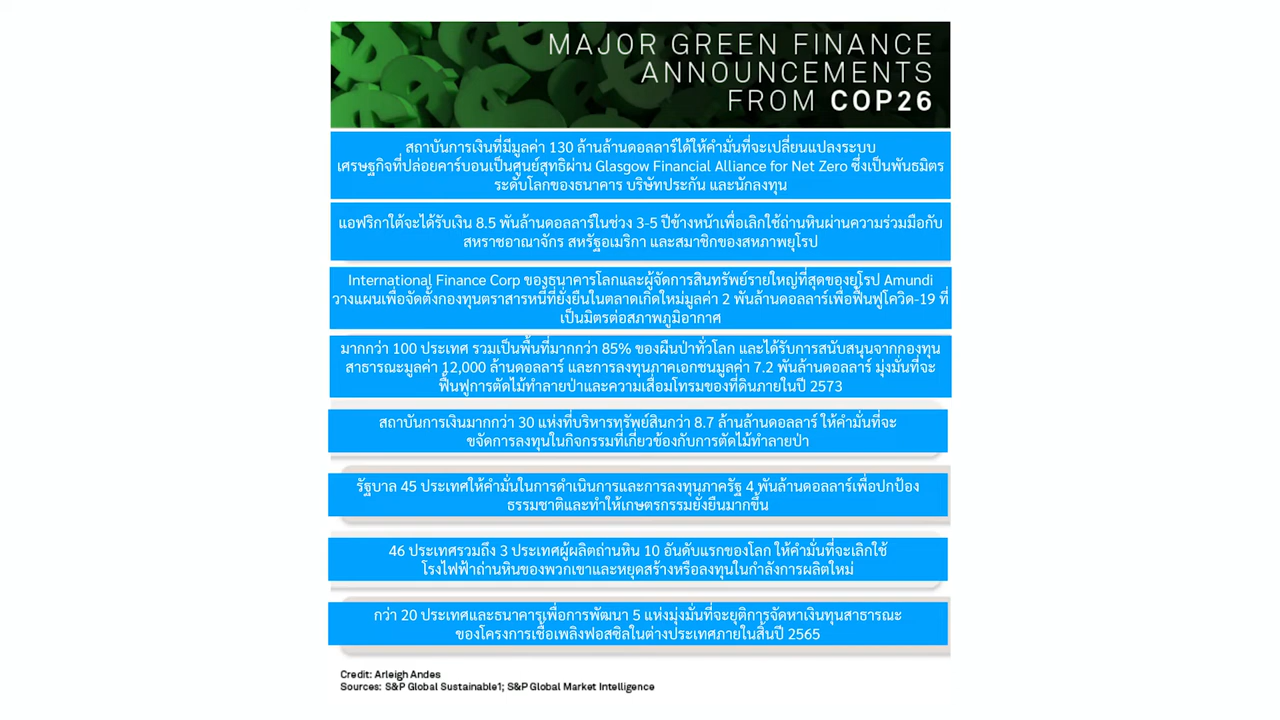 MAJOR GREEN FINANCE
ANNOUNCEMENTS
FROM COP26
สถาบันการเงินที่มีมูลค่า 130 ล้านล้านดอลลาร์ได้ให้คำมั่นที่จะเปลี่ยนแปลงระบบ
เศรษฐกิจที่ปล่อยคาร์บอนเป็นศูนย์สุทธิผ่าน Glasgow Financial Alliance for Net Zero ซึ่งเป็นพันธมิตร
ระดับโลกของธนาคาร บริษัทประกัน และนักลงทุน
แอฟริกาใต้จะได้รับเงิน 8.5 พันล้านดอลลาร์ในช่วง 3-5 ปีข้างหน้าเพื่อเลิกใช้ถ่านหินผ่านความร่วมมือกับ
สหราชอาณาจักร สหรัฐอเมริกา และสมาชิกของสหภาพยุโรป
International Finance Corp ของธนาคารโลกและผู้จัดการสินทรัพย์รายใหญ่ที่สุดของยุโรป Amundi
วางแผนเพื่อจัดตั้งกองทุนตราสารหนี้ที่ยั่งยืนในตลาดเกิดใหม่มูลค่า 2 พันล้านดอลลาร์เพื่อฟื้นฟูโควิด-19 ที่
เป็นมิตรต่อสภาพภูมิอากาศ
มากกว่า 100 ประเทศ รวมเป็นพื้นที่มากกว่า 85% ของผืนป่าทั่วโลก และได้รับการสนับสนุนจากกองทุน
สาธารณะมูลค่า 12,000 ล้านดอลลาร์ และการลงทุนภาคเอกชนมูลค่า 7.2 พันล้านดอลลาร์ มุ่งมั่นที่จะ
ฟื้นฟูการตัดไม้ทำลายป่าและความเสื่อมโทรมของที่ดินภายในปี 2573
สถาบันการเงินมากกว่า 30 แห่งที่บริหารทรัพย์สินกว่า 8.7 ล้านล้านดอลลาร์ ให้คำมั่นที่จะ
ขจัดการลงทุนในกิจกรรมที่เกี่ยวข้องกับการตัดไม้ทำลายป่า
รัฐบาล 45 ประเทศให้คำมั่นในการดำเนินการและการลงทุนภาครัฐ 4 พันล้านดอลลาร์เพื่อปกป้อง
ธรรมชาติและทำให้เกษตรกรรมยั่งยืนมากขึ้น
46 ประเทศรวมถึง 3 ประเทศผู้ผลิตถ่านหิน 10 อันดับแรกของโลก ให้คำมั่นที่จะเลิกใช้
โรงไฟฟ้าถ่านหินของพวกเขาและหยุดสร้างหรือลงทุนในกำลังการผลิตใหม่
กว่า 20 ประเทศและธนาคารเพื่อการพัฒนา 5 แห่งมุ่งมั่นที่จะยุติการจัดหาเงินทุนสาธารณะ
ของโครงการเชื้อเพลิงฟอสซิลในต่างประเทศภายในสิ้นปี 2565
Credit: Arleigh Andes
Sources: S&P Global Sustainable1; S&P Global Market Intelligence